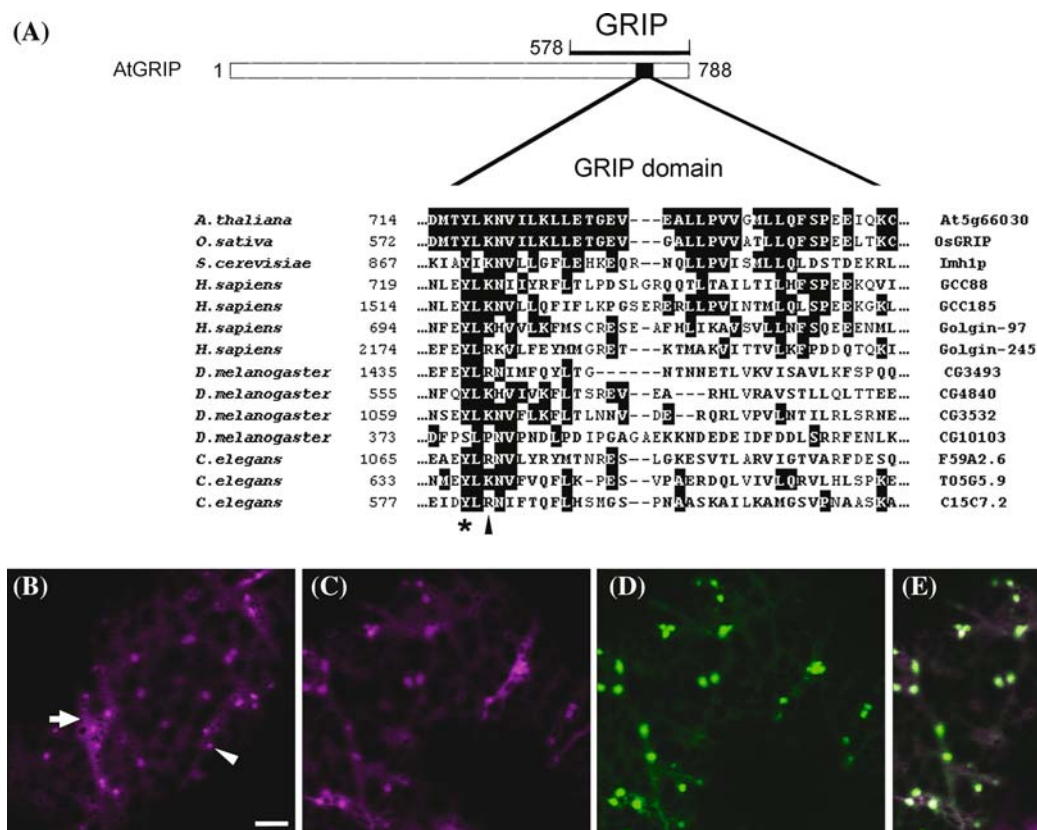 (A)
GRIP
578
AtGRIP 1 788
GRIP domain
A.thaliana 714 …DMTYLKNVILKLLETGEV---EALLPVVGMLLQFSPEEIQKC… At5g66030
O.sativa 572 …DMTYLKNVILKLLETGEV---GALLPVVATLLQFSPEELTKC… OsGRIP
S.cerevisiae 867 …KIAYIKNVLLGFLEHKEQR--NQLLPVISMLLQLDSTDEKRL… Imh1p
H.sapiens 719 …NLEYLKNIIYRFLTLPDSLGRQQTLTAILTILHFSPEEKQVI… GCC88
H.sapiens 1514 …NLEYLKNVLLQFIFLKPGSERERLLPVINTMLQLSPEEKGKL… GCC185
H.sapiens 694 …NFEYLKHVVLKFMSCRESE-AFHLIKAVSVLLNFSQEEENML… Golgin-97
H.sapiens 2174 …EFEYLRKVLFEYMMGRET---KTMAKVITTVLKFPDDQTQKI… Golgin-245
D.melanogaster 1435 …EFEYLRNIMFQYLTG-----NTNNETLVKVISAVLKFSPQQ… CG3493
D.melanogaster 555 …NFQYLKHVIVKFLTSREV---EA---RHLVRAVSTLLQLTTEE… CG4840
D.melanogaster 1059 …NSEYLKNVFLKFLTLNNV--DE--RQRLVPVLNTILRLSRNE… CG3532
D.melanogaster 373 …DFPSLPNVPNDLPDIPGAGAEKKNDEDEIDFDDLSRRFENLK… CG10103
C.elegans 1065 …EAEYLRNVLYRYMTNRES--LGKESVTLARVIGTVARFDESQ… F59A2.6
C.elegans 633 …NMEYLKNVFVQFLK-PES--VPAERDQLVIVLQRVLHLSPKE… T05G5.9
C.elegans 577 …EIDYLRNIFTQFLHSMGS--PNAASKAILKAMGSVPNAASKA… C15C7.2
*
(B) (C) (D) (E)